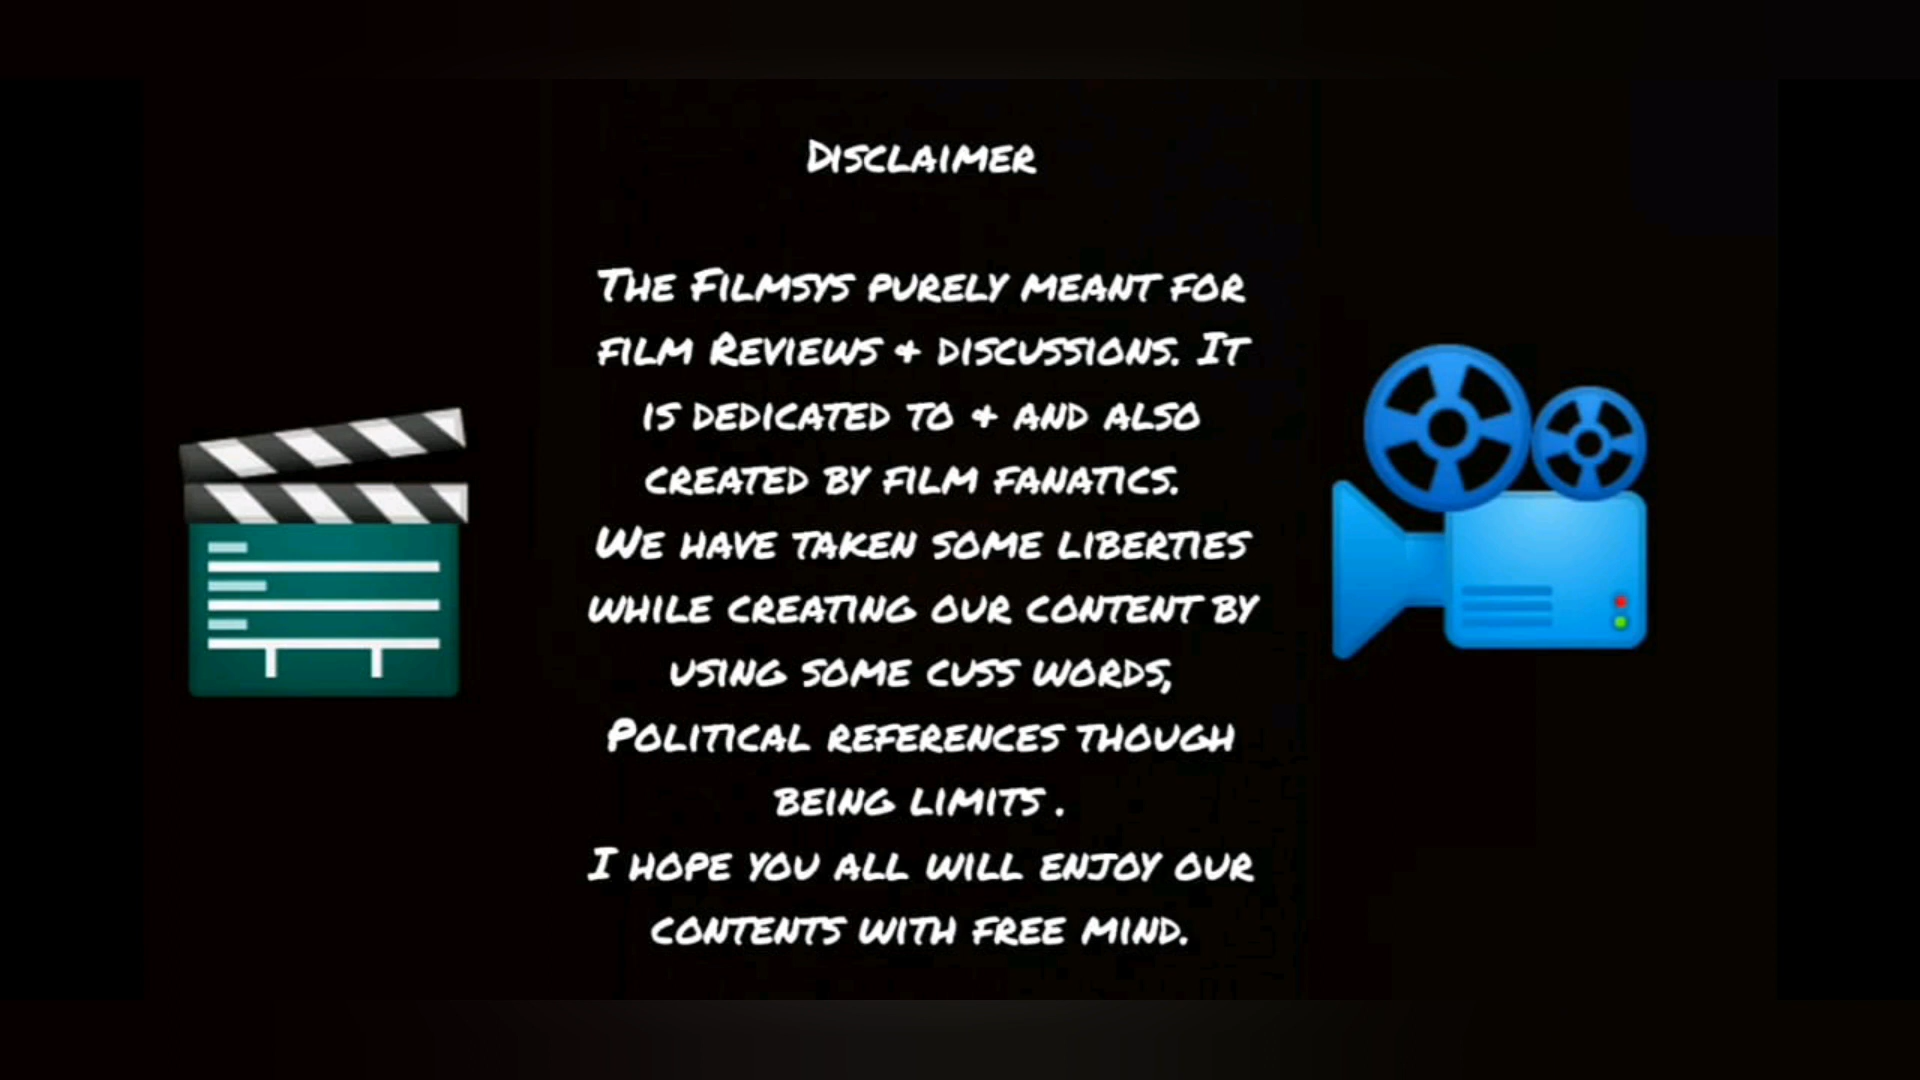 Disclaimer
The Filmsys purely meant for
film Reviews & discussions. It
is dedicated to & and also
created by film fanatics.
We have taken some liberties
while creating our content by
using some cuss words,
Political references though
being limits .
I hope you all will enjoy our
contents with free mind.